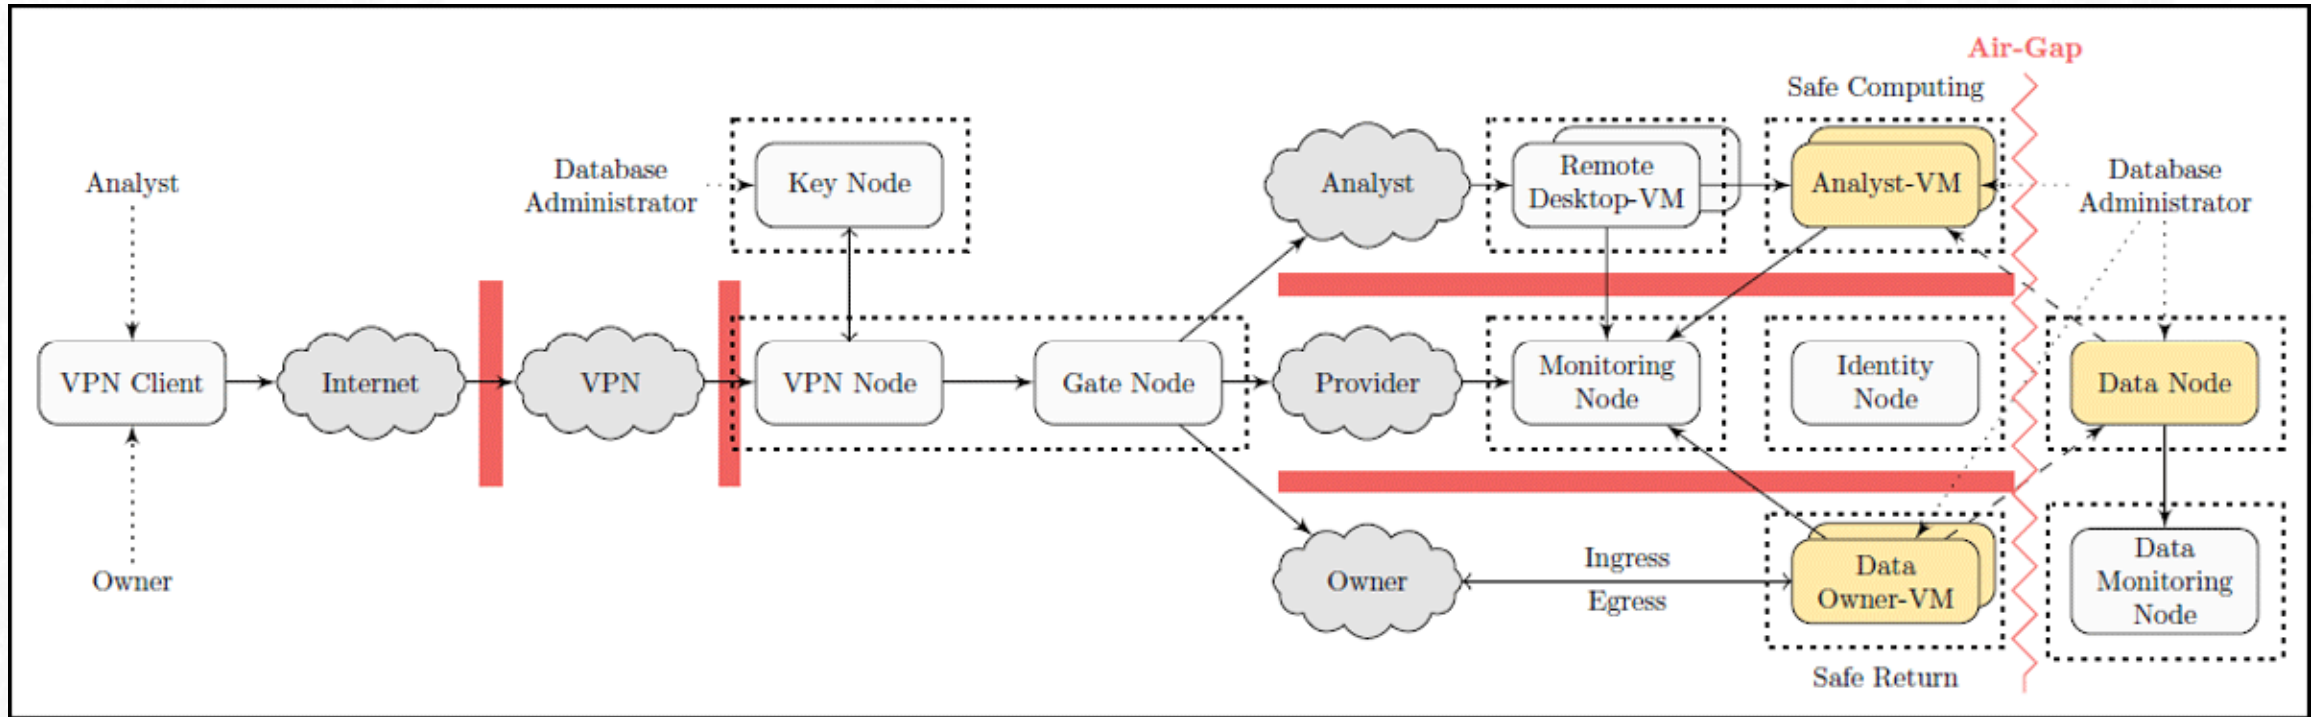 Air-Gap
Safe Computing
Analyst
Database
Administrator
Key Node
Analyst
Remote
Desktop-VM
Analyst-VM
Database
Administrator
VPN Client
Internet
VPN
VPN Node
Gate Node
Provider
Monitoring
Node
Identity
Node
Data Node
Owner
Owner
Ingress
Egress
Data
Owner-VM
Data
Monitoring
Node
Safe Return